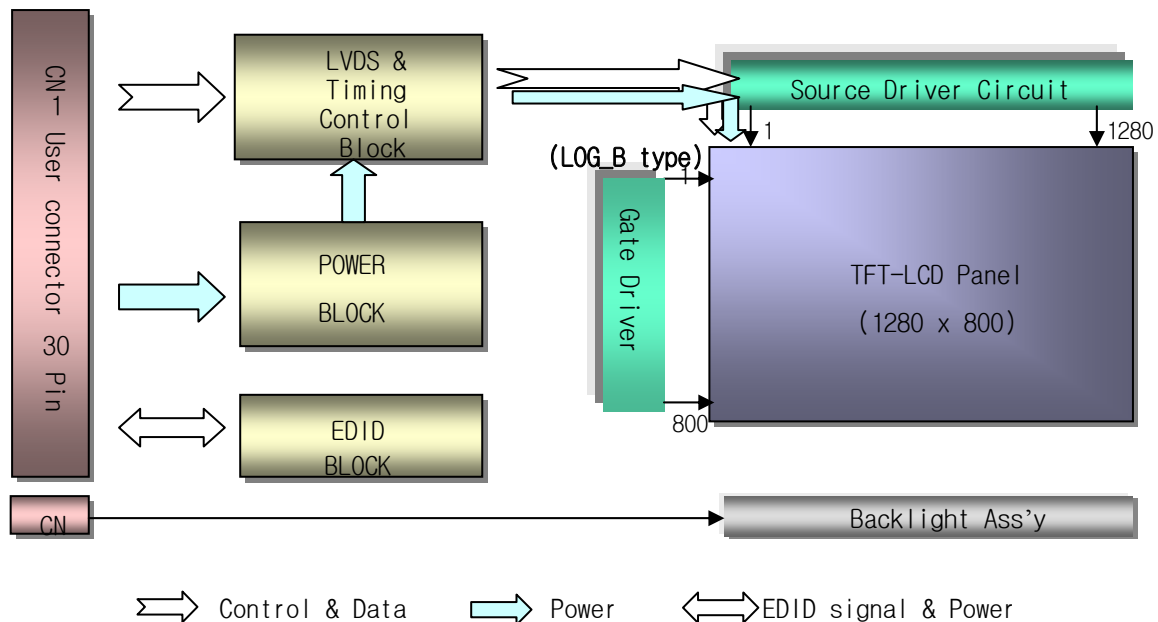 CN1 User connector 30 Pin
LVDS &
Timing
Control
Block
Source Driver Circuit
1
1280
(LOG_B type)
1
Gate Driver
POWER
BLOCK
TFT-LCD Panel
(1280 x 800)
800
EDID
BLOCK
CN
Backlight Ass'y
Control & Data
Power
EDID signal & Power